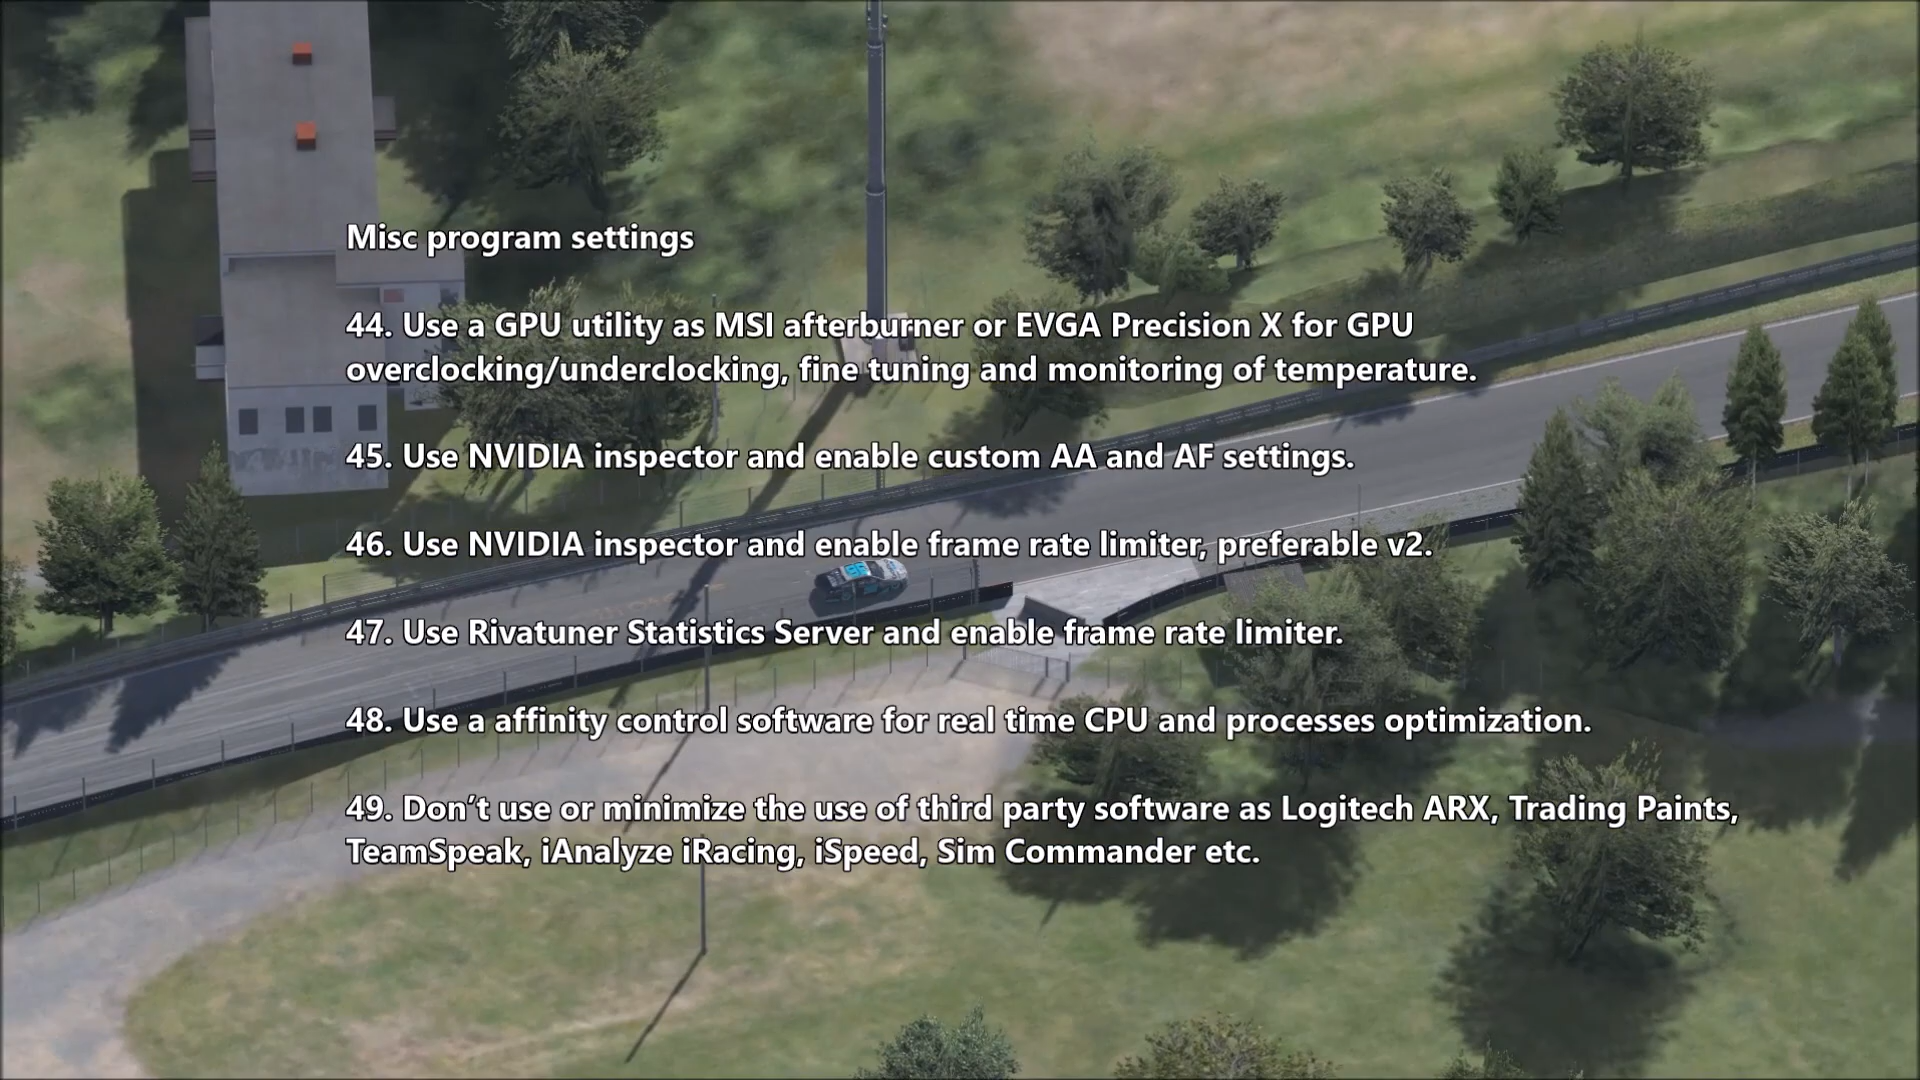 Misc program settings
44. Use a GPU utility as MSI afterburner or EVGA Precision X for GPU
overclocking/underclocking, fine tuning and monitoring of temperature.
45. Use NVIDIA inspector and enable custom AA and AF settings.
46. Use NVIDIA inspector and enable frame rate limiter, preferable v2.
47. Use Rivatuner Statistics Server and enable frame rate limiter.
48. Use a affinity control software for real time CPU and processes optimization.
49. Don’t use or minimize the use of third party software as Logitech ARX, Trading Paints,
TeamSpeak, iAnalyze iRacing, iSpeed, Sim Commander etc.